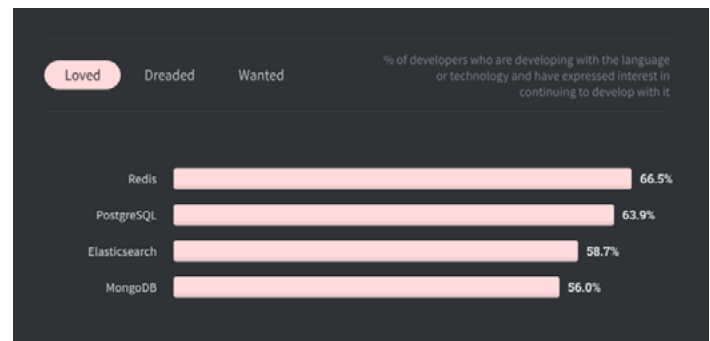 Loved Dreaded Wanted
% of developers who are developing with the language
or technology and have expressed interest in
continuing to develop with it
Redis 66.5%
PostgreSQL 63.9%
Elasticsearch 58.7%
MongoDB 56.0%